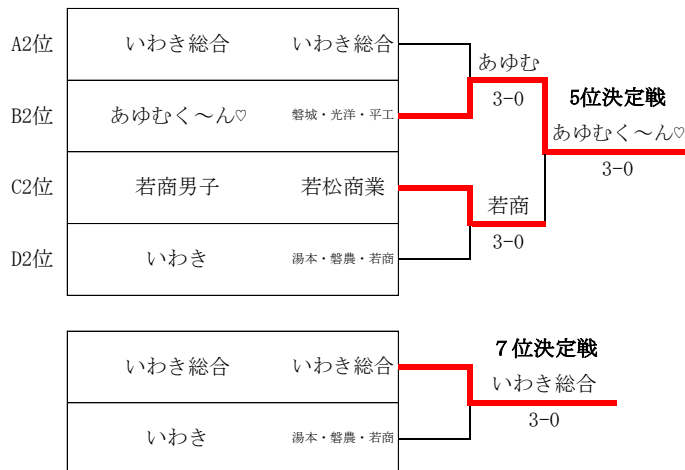 A2位 いわき総合 いわき総合
あゆむ
3-0
B2位 あゆむく～ん♡ 磐城・光洋・平工
5位決定戦
あゆむく～ん♡
3-0
C2位 若商男子 若松商業
若商
3-0
D2位 いわき 湯本・磐農・若商
７位決定戦
いわき総合 いわき総合
いわき総合
3-0
いわき 湯本・磐農・若商